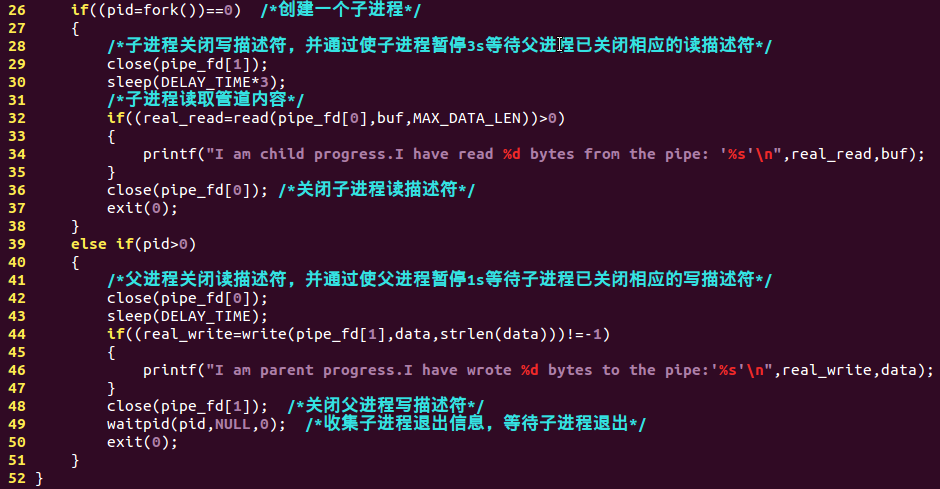 26 if((pid=fork())==0) /*创建一个子进程*/
27 {
28 /*子进程关闭写描述符，并通过使子进程暂停3s等待父进程已关闭相应的读描述符*/
29 close(pipe_fd[1]);
30 sleep(DELAY_TIME*3);
31 /*子进程读取管道内容*/
32 if((real_read=read(pipe_fd[0],buf,MAX_DATA_LEN))>0)
33 {
34 printf("I am child progress.I have read %d bytes from the pipe: '%s'\n",real_read,buf);
35 }
36 close(pipe_fd[0]); /*关闭子进程读描述符*/
37 exit(0);
38 }
39 else if(pid>0)
40 {
41 /*父进程关闭读描述符，并通过使父进程暂停1s等待子进程已关闭相应的写描述符*/
42 close(pipe_fd[0]);
43 sleep(DELAY_TIME);
44 if((real_write=write(pipe_fd[1],data,strlen(data)))!=-1)
45 {
46 printf("I am parent progress.I have wrote %d bytes to the pipe:'%s'\n",real_write,data);
47 }
48 close(pipe_fd[1]); /*关闭父进程写描述符*/
49 waitpid(pid,NULL,0); /*收集子进程退出信息，等待子进程退出*/
50 exit(0);
51 }
52 }